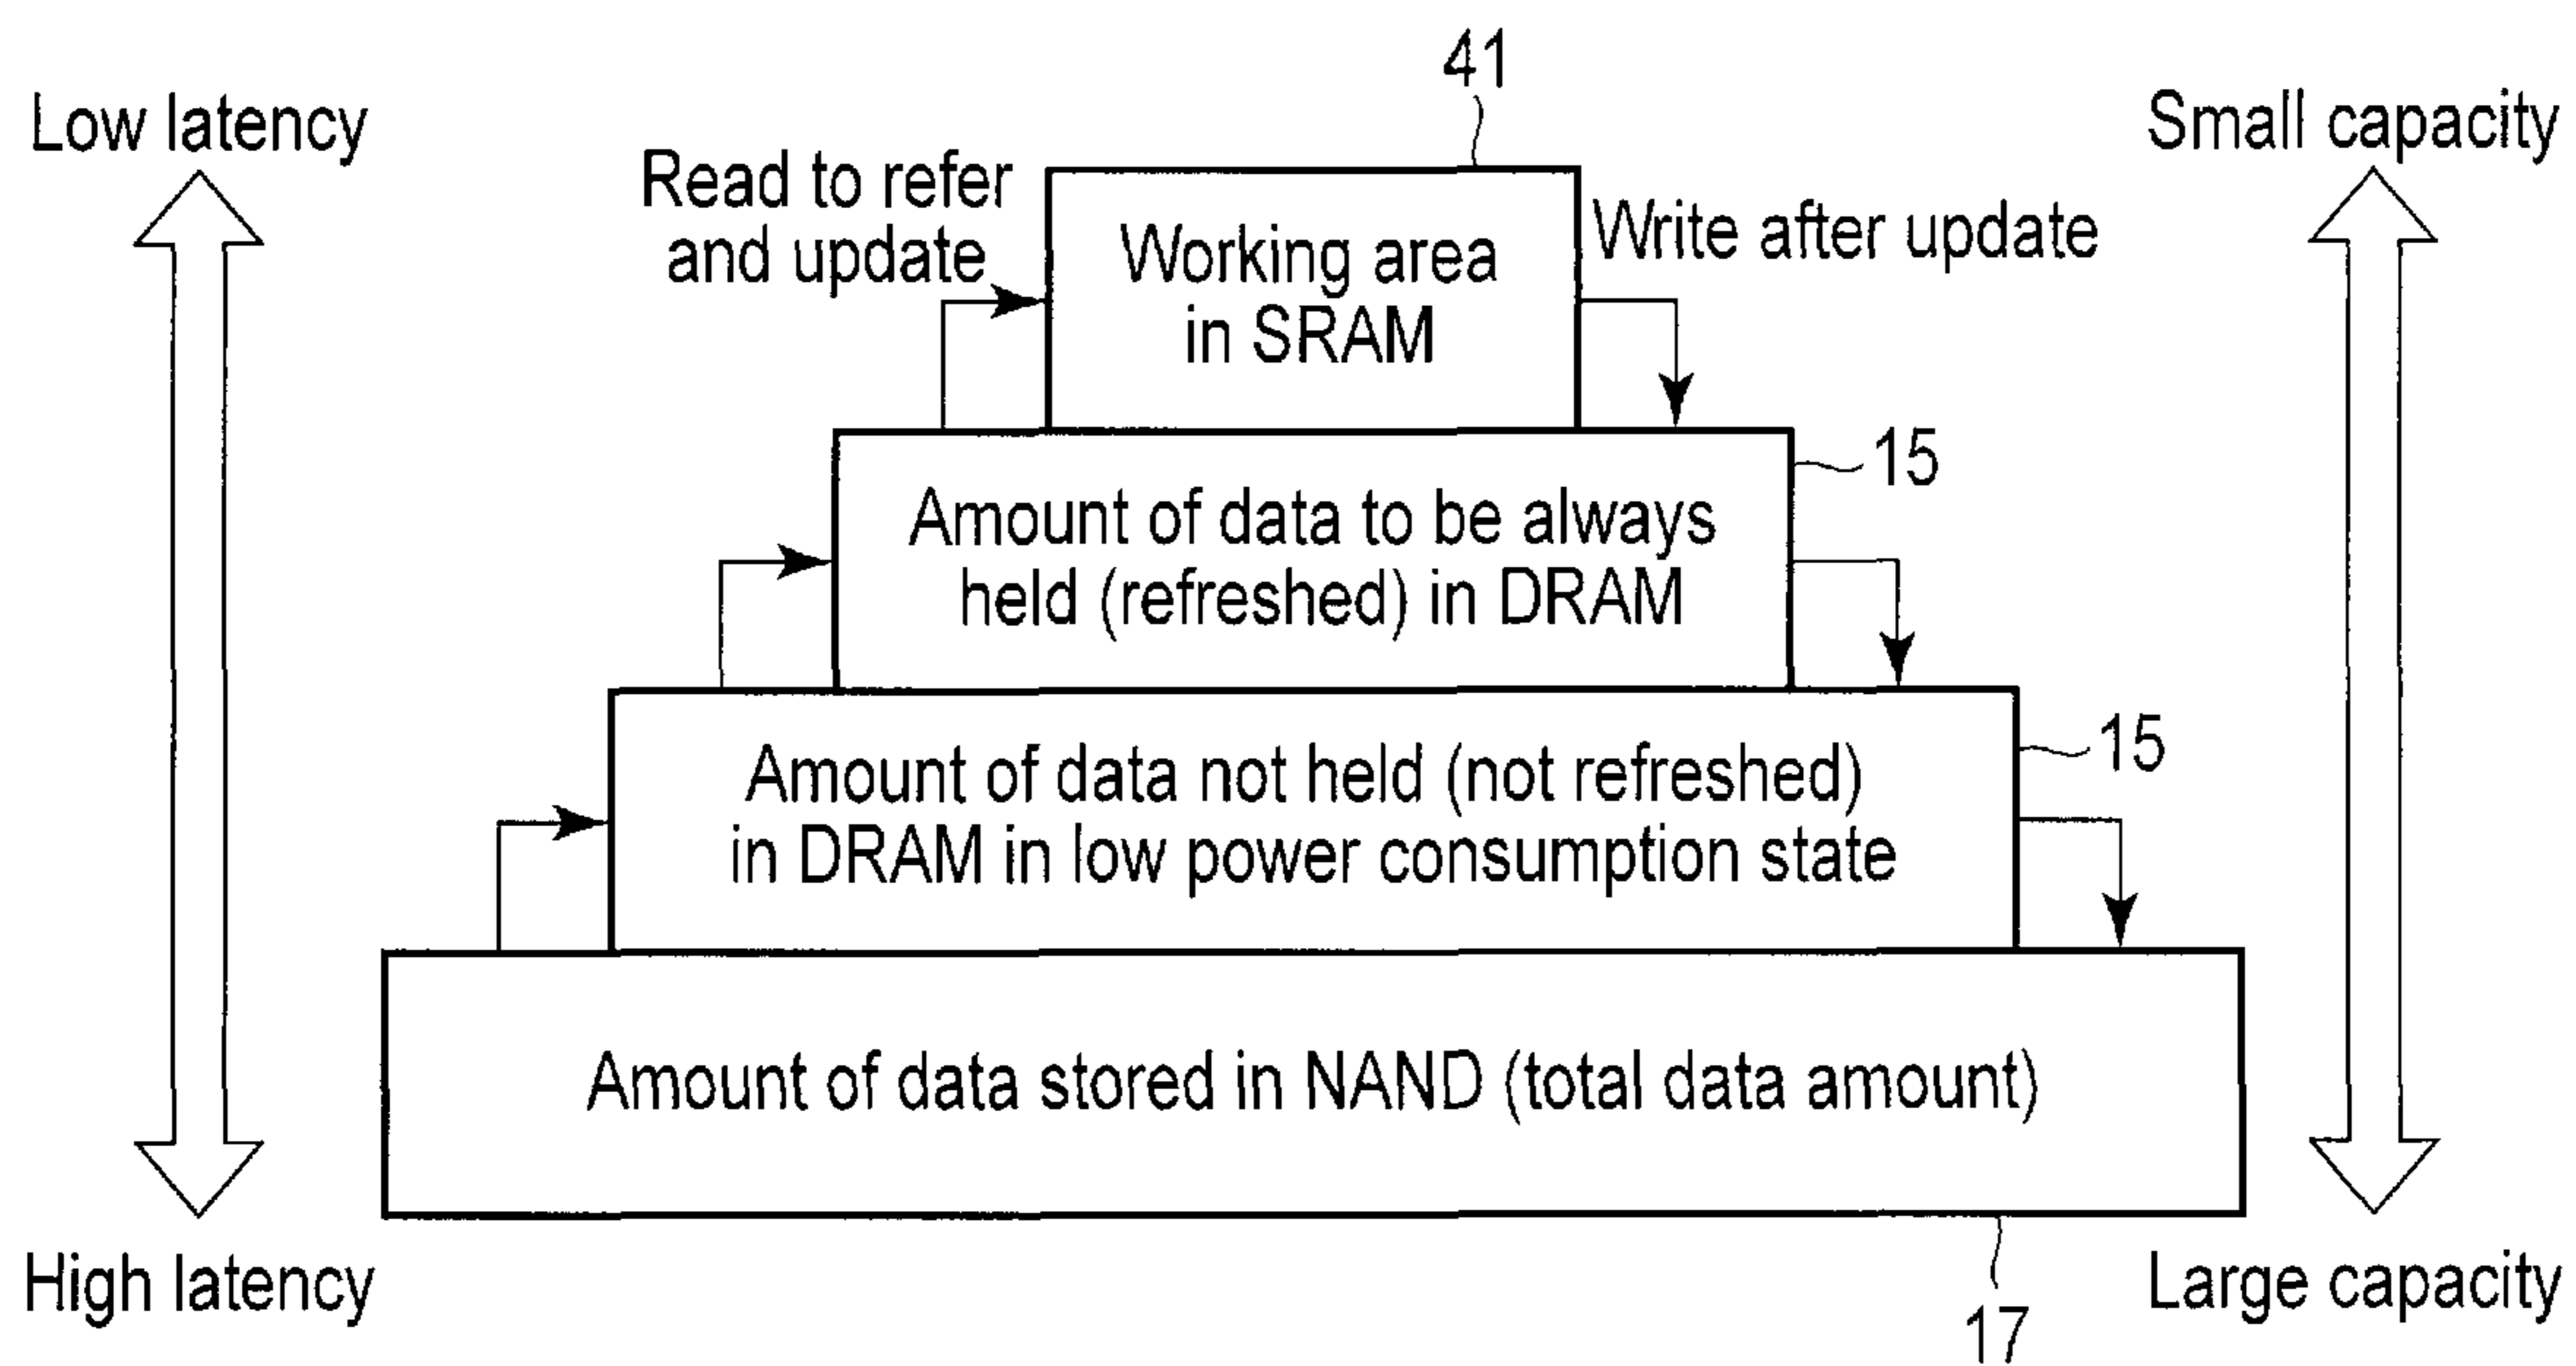 41
Low latency
Small capacity
Read to refer
and update
Write after update
Working area
in SRAM
15
Amount of data to be always
held (refreshed) in DRAM
15
Amount of data not held (not refreshed)
in DRAM in low power consumption state
Amount of data stored in NAND (total data amount)
High latency
Large capacity
17